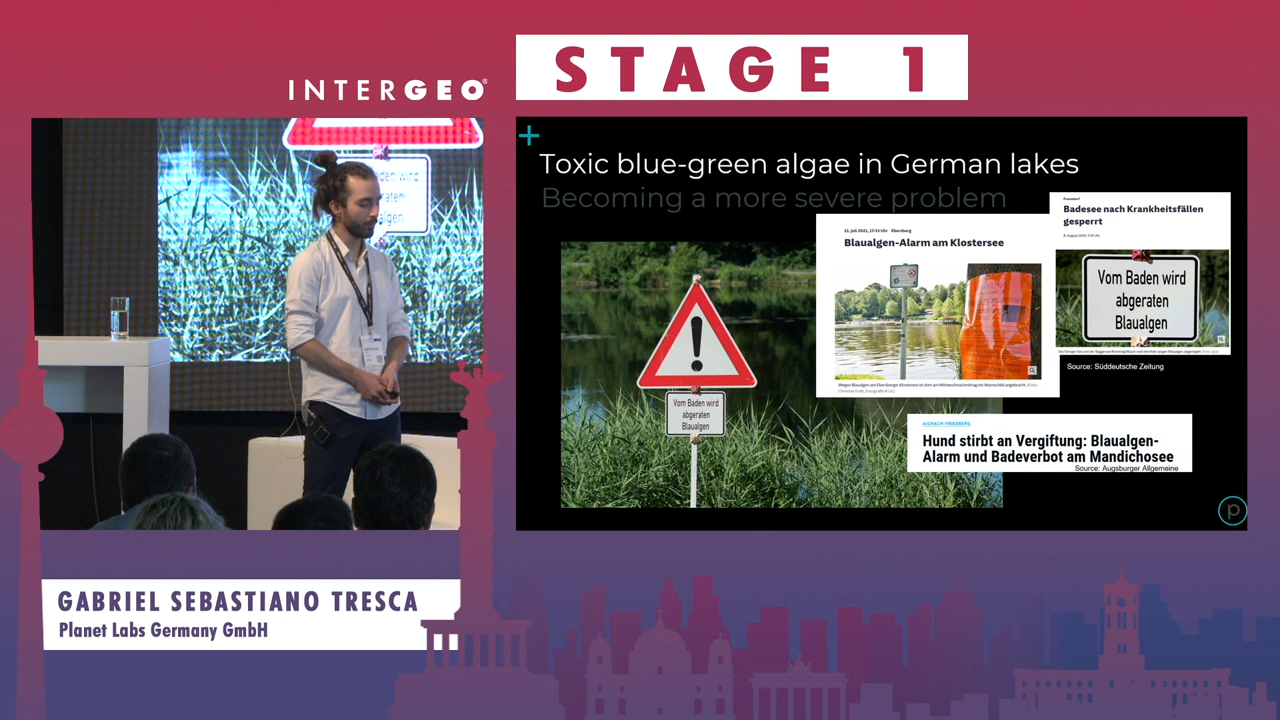 STAGE 1
INTERGEO®
Toxic blue-green algae in German lakes
Becoming a more severe problem
21. Juli 2021, 17:15 Uhr Ebersberg
Blaualgen-Alarm am Klostersee
Badesee nach Krankheitsfällen
gesperrt
Vom Baden wird
abgeraten
Blaualgen
Source: Süddeutsche Zeitung
Vom Baden wird
abgeraten
Blaualgen
AICHACH-FRIEDBERG
Hund stirbt an Vergiftung: Blaualgen-
Alarm und Badeverbot am Mandichosee
Source: Augsburger Allgemeine
p
GABRIEL SEBASTIANO TRESCA
Planet Labs Germany GmbH